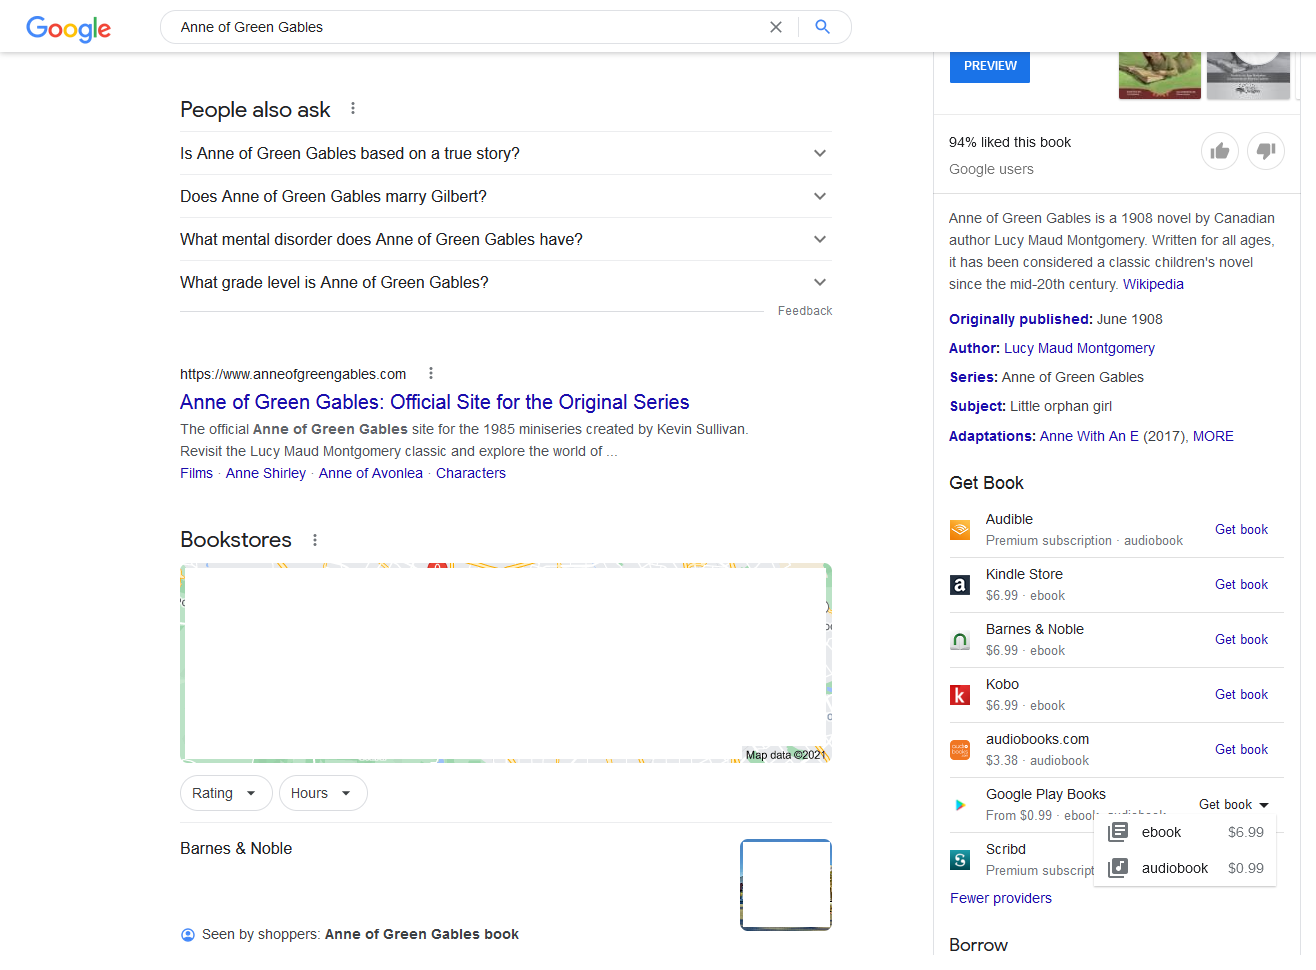 Google
Anne of Green Gables
People also ask
Is Anne of Green Gables based on a true story?
Does Anne of Green Gables marry Gilbert?
What mental disorder does Anne of Green Gables have?
What grade level is Anne of Green Gables?
Feedback
https://www.anneofgreengables.com
Anne of Green Gables: Official Site for the Original Series
The official Anne of Green Gables site for the 1985 miniseries created by Kevin Sullivan.
Revisit the Lucy Maud Montgomery classic and explore the world of ...
Films · Anne Shirley · Anne of Avonlea · Characters
Bookstores
Map data ©2021
Rating
Hours
Barnes & Noble
Seen by shoppers: Anne of Green Gables book
PREVIEW
94% liked this book
Google users
Anne of Green Gables is a 1908 novel by Canadian
author Lucy Maud Montgomery. Written for all ages,
it has been considered a classic children's novel
since the mid-20th century. Wikipedia
Originally published: June 1908
Author: Lucy Maud Montgomery
Series: Anne of Green Gables
Subject: Little orphan girl
Adaptations: Anne With An E (2017), MORE
Get Book
Audible
Premium subscription · audiobook
Get book
Kindle Store
$6.99 · ebook
Get book
Barnes & Noble
$6.99 · ebook
Get book
Kobo
$6.99 · ebook
Get book
audiobooks.com
$3.38 · audiobook
Get book
Google Play Books
From $0.99 ·
Get book
ebook $6.99
audiobook $0.99
Scribd
Premium
Fewer providers
Borrow